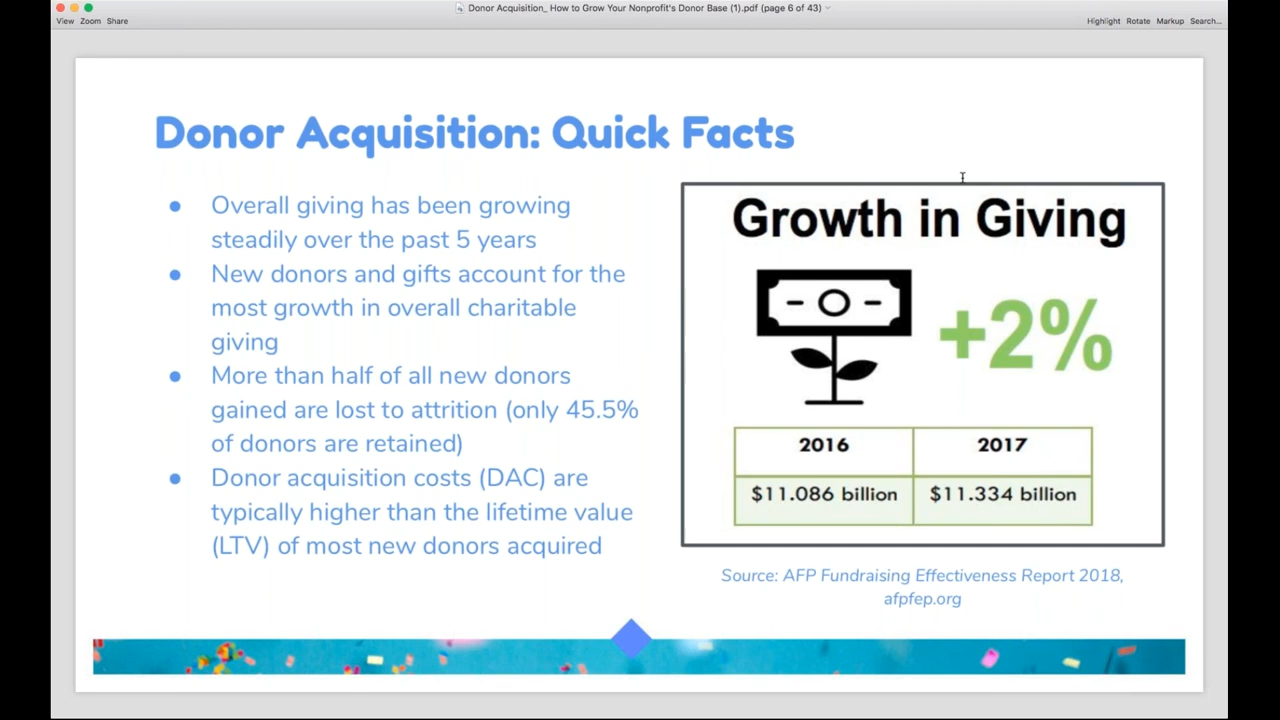 Donor Acquisition_ How to Grow Your Nonprofit's Donor Base (1).pdf (page 6 of 43)
View Zoom Share
Highlight Rotate Markup Search...
Donor Acquisition: Quick Facts
● Overall giving has been growing
steadily over the past 5 years
● New donors and gifts account for the
most growth in overall charitable
giving
● More than half of all new donors
gained are lost to attrition (only 45.5%
of donors are retained)
● Donor acquisition costs (DAC) are
typically higher than the lifetime value
(LTV) of most new donors acquired
Growth in Giving
+2%
2016 2017
$11.086 billion $11.334 billion
Source: AFP Fundraising Effectiveness Report 2018,
afpfep.org